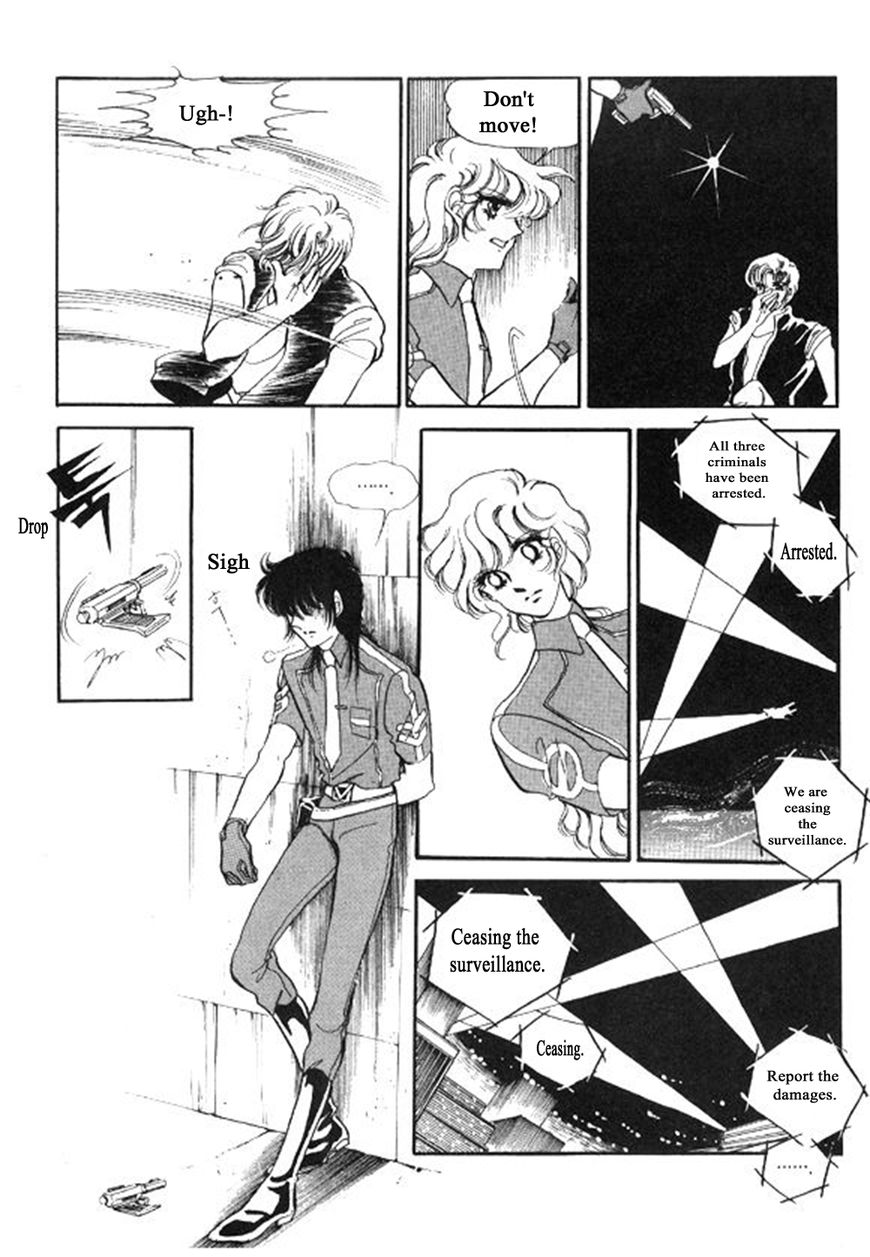 Ugh-!
Don't
move!
All three
criminals
have been
arrested.
Arrested.
Drop
Sigh
.......
We are
ceasing
the
surveillance.
Ceasing the
surveillance.
Ceasing.
Report the
damages.
.......